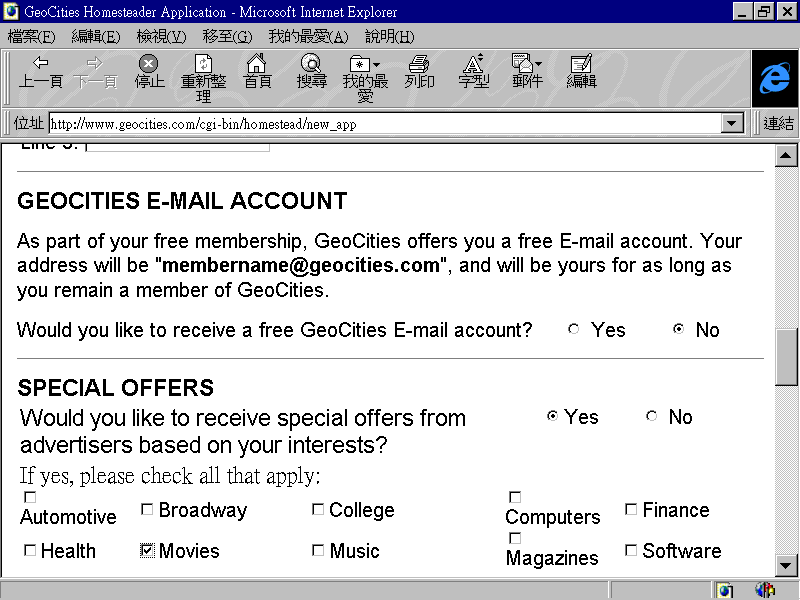 GeoCities Homesteader Application - Microsoft Internet Explorer
檔案(F) 編輯(E) 檢視(V) 移至(G) 我的最愛(A) 說明(H)
上一頁 下一頁 停止 重新整理 首頁 搜尋 我的最愛 列印 字型 郵件 編輯
位址 http://www.geocities.com/cgi-bin/homestead/new_app 連結
GEOCITIES E-MAIL ACCOUNT
As part of your free membership, GeoCities offers you a free E-mail account. Your
address will be "membername@geocities.com", and will be yours for as long as
you remain a member of GeoCities.
Would you like to receive a free GeoCities E-mail account? Yes No
SPECIAL OFFERS
Would you like to receive special offers from Yes No
advertisers based on your interests?
If yes, please check all that apply:
Automotive Broadway College Computers Finance
Health Movies Music Magazines Software